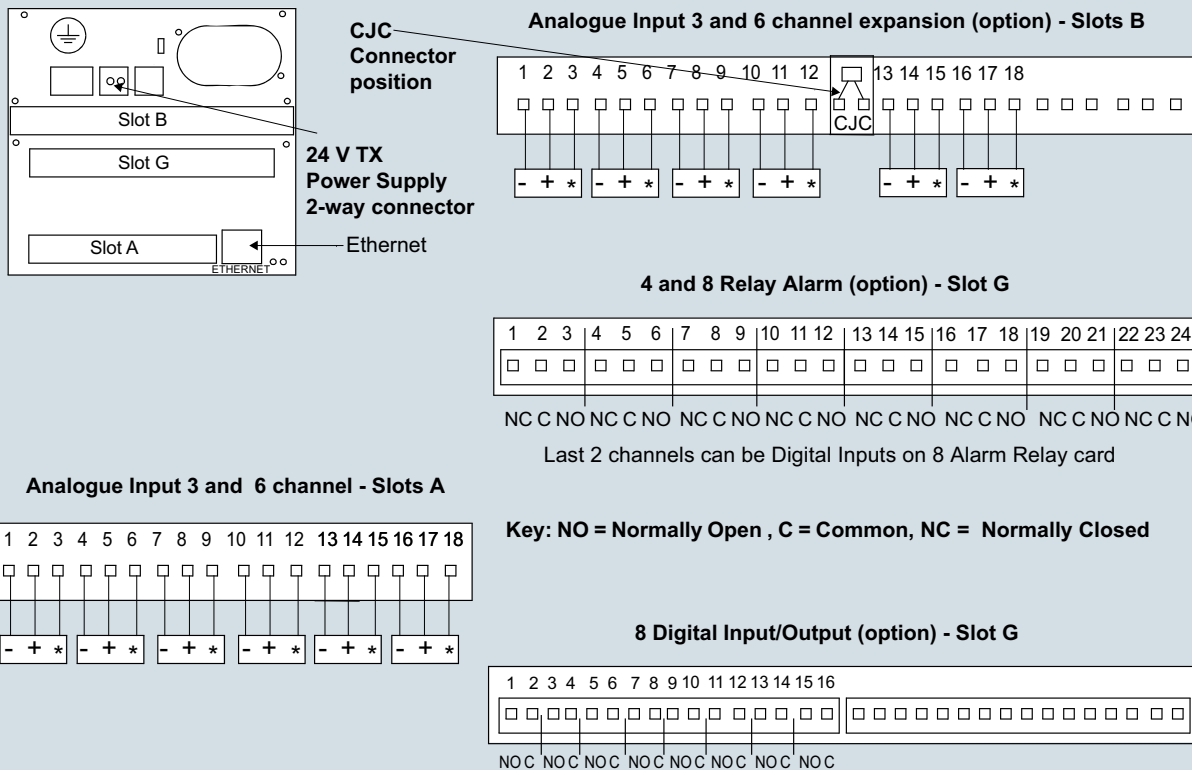 Slot B
Slot G
Slot A
ETHERNET
CJC
Connector
position
24 V TX
Power Supply
2-way connector
Ethernet
Analogue Input 3 and 6 channel expansion (option) - Slots B
1 2 3 4 5 6 7 8 9 10 11 12 13 14 15 16 17 18
CJC
- + * - + * - + * - + * - + * - + *
4 and 8 Relay Alarm (option) - Slot G
1 2 3 4 5 6 7 8 9 10 11 12 13 14 15 16 17 18 19 20 21 22 23 24
NC C NO NC C NO NC C NO NC C NO NC C NO NC C NO NC C NO NC C NO
Last 2 channels can be Digital Inputs on 8 Alarm Relay card
Analogue Input 3 and 6 channel - Slots A
1 2 3 4 5 6 7 8 9 10 11 12 13 14 15 16 17 18
- + * - + * - + * - + * - + * - + *
Key: NO = Normally Open , C = Common, NC = Normally Closed
8 Digital Input/Output (option) - Slot G
1 2 3 4 5 6 7 8 9 10 11 12 13 14 15 16
NO C NO C NO C NO C NO C NO C NO C NO C